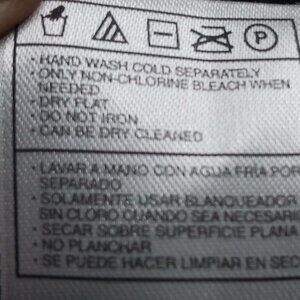 P
· HAND WASH COLD SEPARATELY
· ONLY NON-CHLORINE BLEACH WHEN
NEEDED
· DRY FLAT
· DO NOT IRON
· CAN BE DRY CLEANED
· LAVAR A MANO CON AGUA FRIA POR
SEPARADO
· SOLAMENTE USAR BLANQUEADOR
SIN CLORO CUANDO SEA NECESARI
· SECAR SOBRE SUPERFICIE PLANA
· NO PLANCHAR
· SE PUEDE HACER LIMPIAR EN SEC